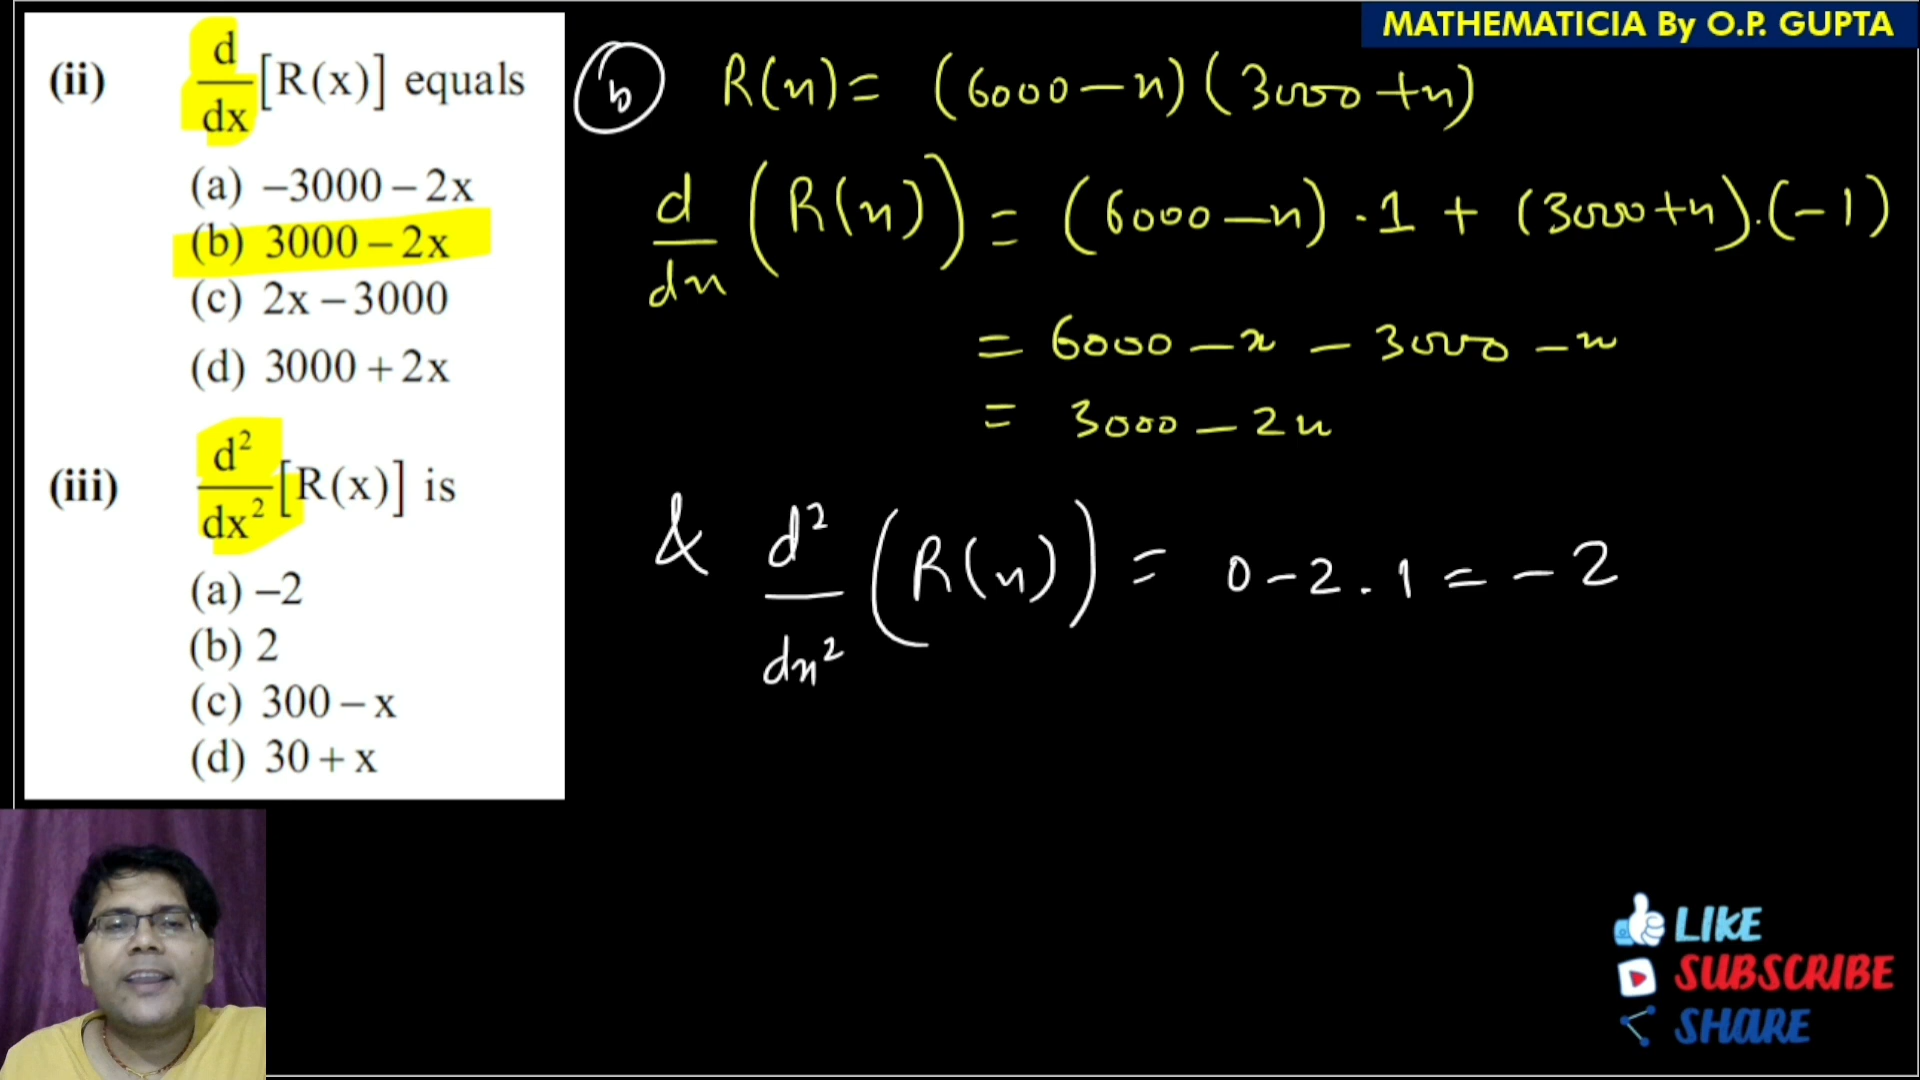 MATHEMATICIA By O.P. GUPTA
(ii) d/dx [R(x)] equals
(a) –3000 – 2x
(b) 3000 – 2x
(c) 2x – 3000
(d) 3000 + 2x
(iii) d²/dx² [R(x)] is
(a) –2
(b) 2
(c) 300 – x
(d) 30 + x
(b) R(x) = (6000 – x) (3000 + x)
d/dx (R(x)) = (6000 – x) · 1 + (3000 + x) · (–1)
= 6000 – x – 3000 – x
= 3000 – 2x
& d²/dx² (R(x)) = 0 – 2 . 1 = – 2
LIKE
SUBSCRIBE
SHARE